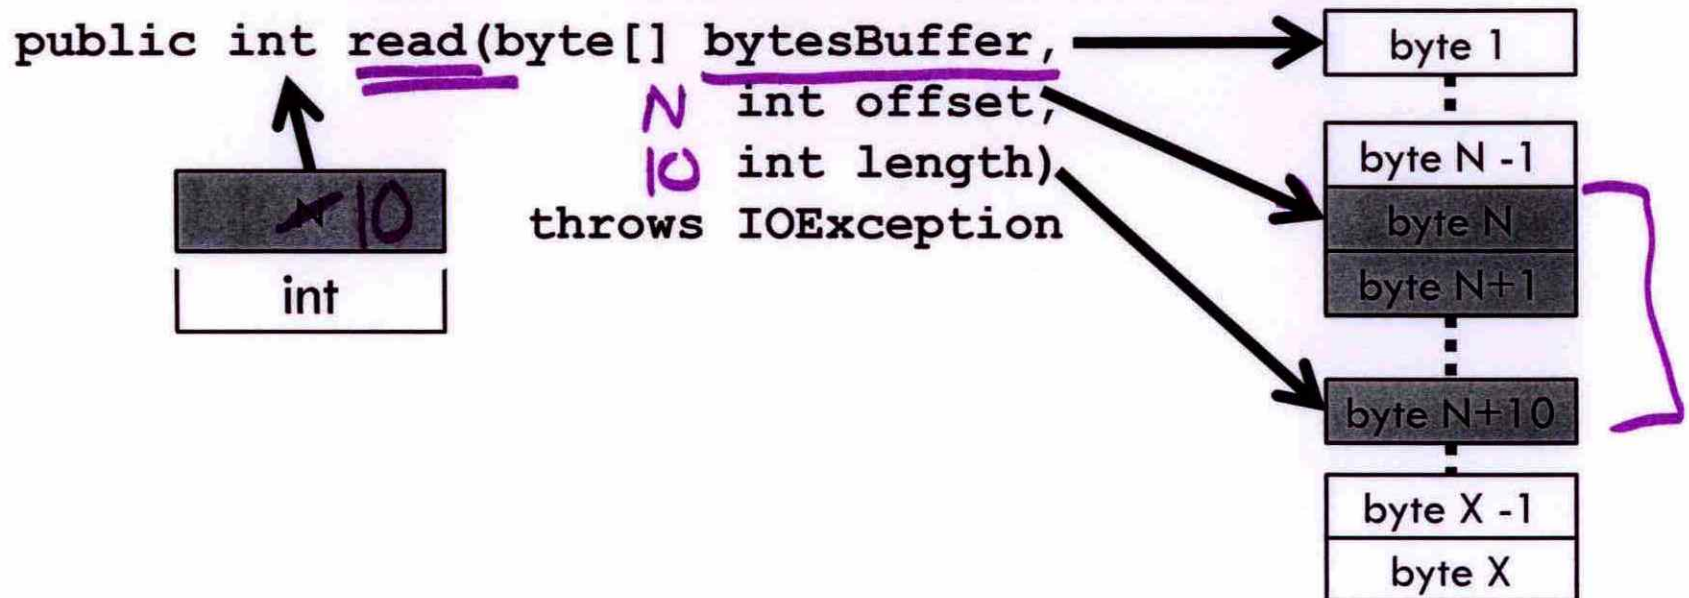 public int read(byte[] bytesBuffer,
N int offset,
10 int length)
throws IOException
N 10
int
byte 1
byte N -1
byte N
byte N+1
byte N+10
byte X -1
byte X